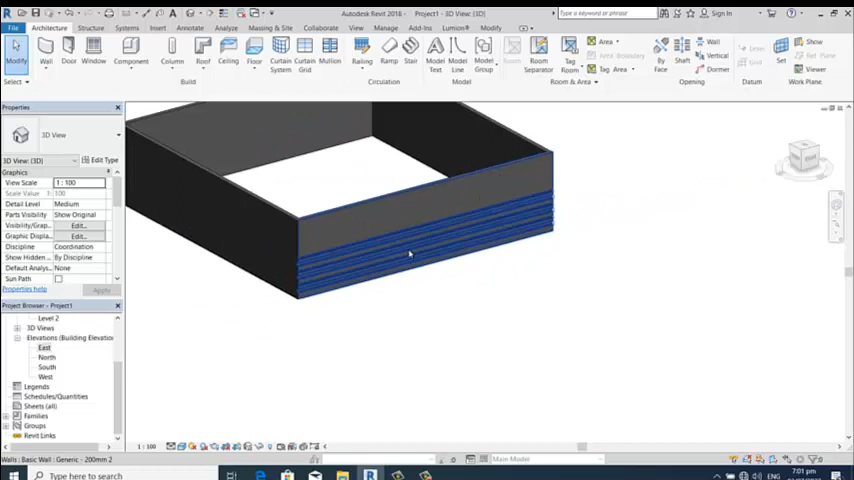 Autodesk Revit 2018 - Project1 - 3D View: {3D}
Type a keyword or phrase
Sign In
File Architecture Structure Systems Insert Annotate Analyze Massing & Site Collaborate View Manage Add-Ins Lumion® Modify
Modify Wall Door Window Component Column Roof Ceiling Floor Curtain System Curtain Grid Mullion Railing Ramp Stair Model Text Model Line Model Group Room Separator Tag Room By Face Shaft Set
Area Wall Level Show
Area Boundary Vertical Grid Ref Plane
Tag Area Dormer Viewer
Select Build Circulation Model Room & Area Opening Datum Work Plane
Properties
3D View
3D View: {3D} Edit Type
Graphics
View Scale 1 : 100
Scale Value 1: 100
Detail Level Medium
Parts Visibility Show Original
Visibility/Grap... Edit...
Graphic Displa... Edit...
Discipline Coordination
Show Hidden ... By Discipline
Default Analys... None
Sun Path
Properties help Apply
Project Browser - Project1
Level 2
3D Views
Elevations (Building Elevatio
East
North
South
West
Legends
Schedules/Quantities
Sheets (all)
Families
Groups
Revit Links
1 : 100
Walls : Basic Wall : Generic - 200mm 2
:0
Main Model
:0
Type here to search
ENG
7:01 pm